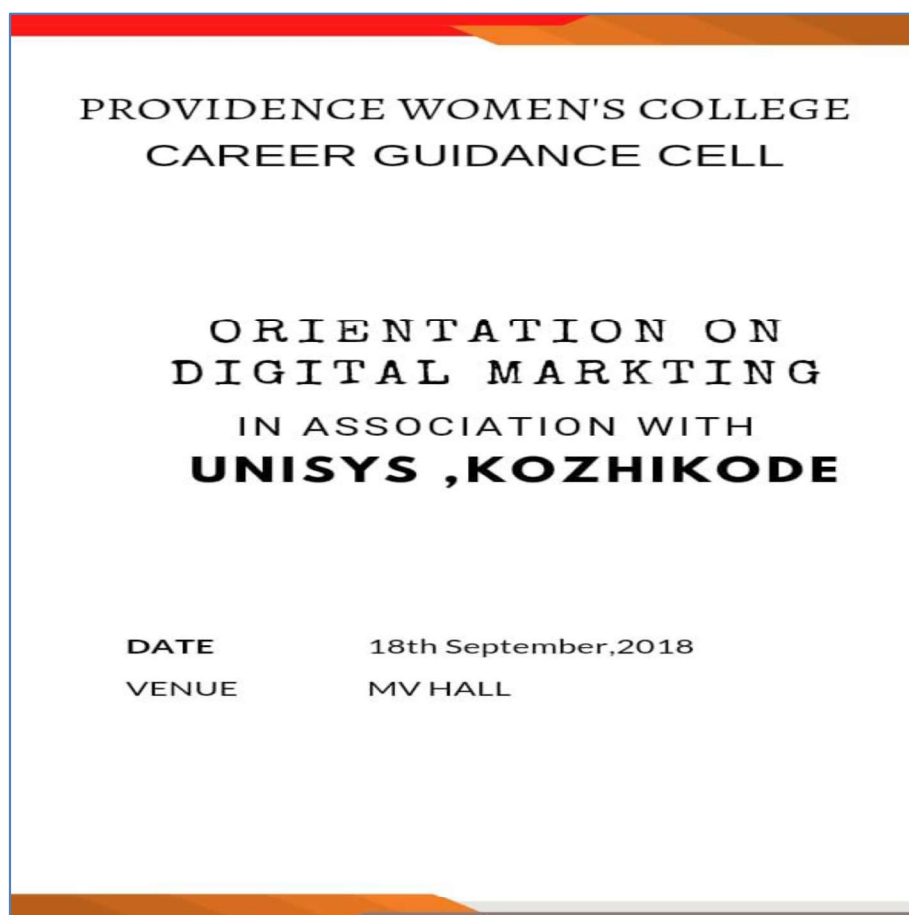 PROVIDENCE WOMEN'S COLLEGE
CAREER GUIDANCE CELL
ORIENTATION ON
DIGITAL MARKTING
IN ASSOCIATION WITH
UNISYS ,KOZHIKODE
DATE 18th September,2018
VENUE MV HALL